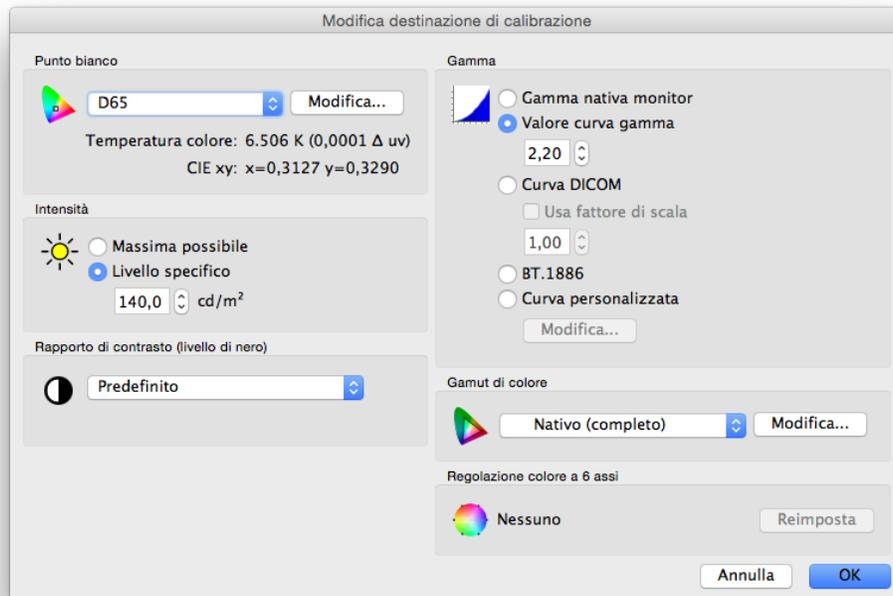 Modifica destinazione di calibrazione
Punto bianco
D65
Modifica...
Temperatura colore: 6.506 K (0,0001 Δ uv)
CIE xy: x=0,3127 y=0,3290
Intensità
Massima possibile
Livello specifico
140,0 cd/m²
Rapporto di contrasto (livello di nero)
Predefinito
Gamma
Gamma nativa monitor
Valore curva gamma
2,20
Curva DICOM
Usa fattore di scala
1,00
BT.1886
Curva personalizzata
Modifica...
Gamut di colore
Nativo (completo)
Modifica...
Regolazione colore a 6 assi
Nessuno
Reimposta
Annulla
OK